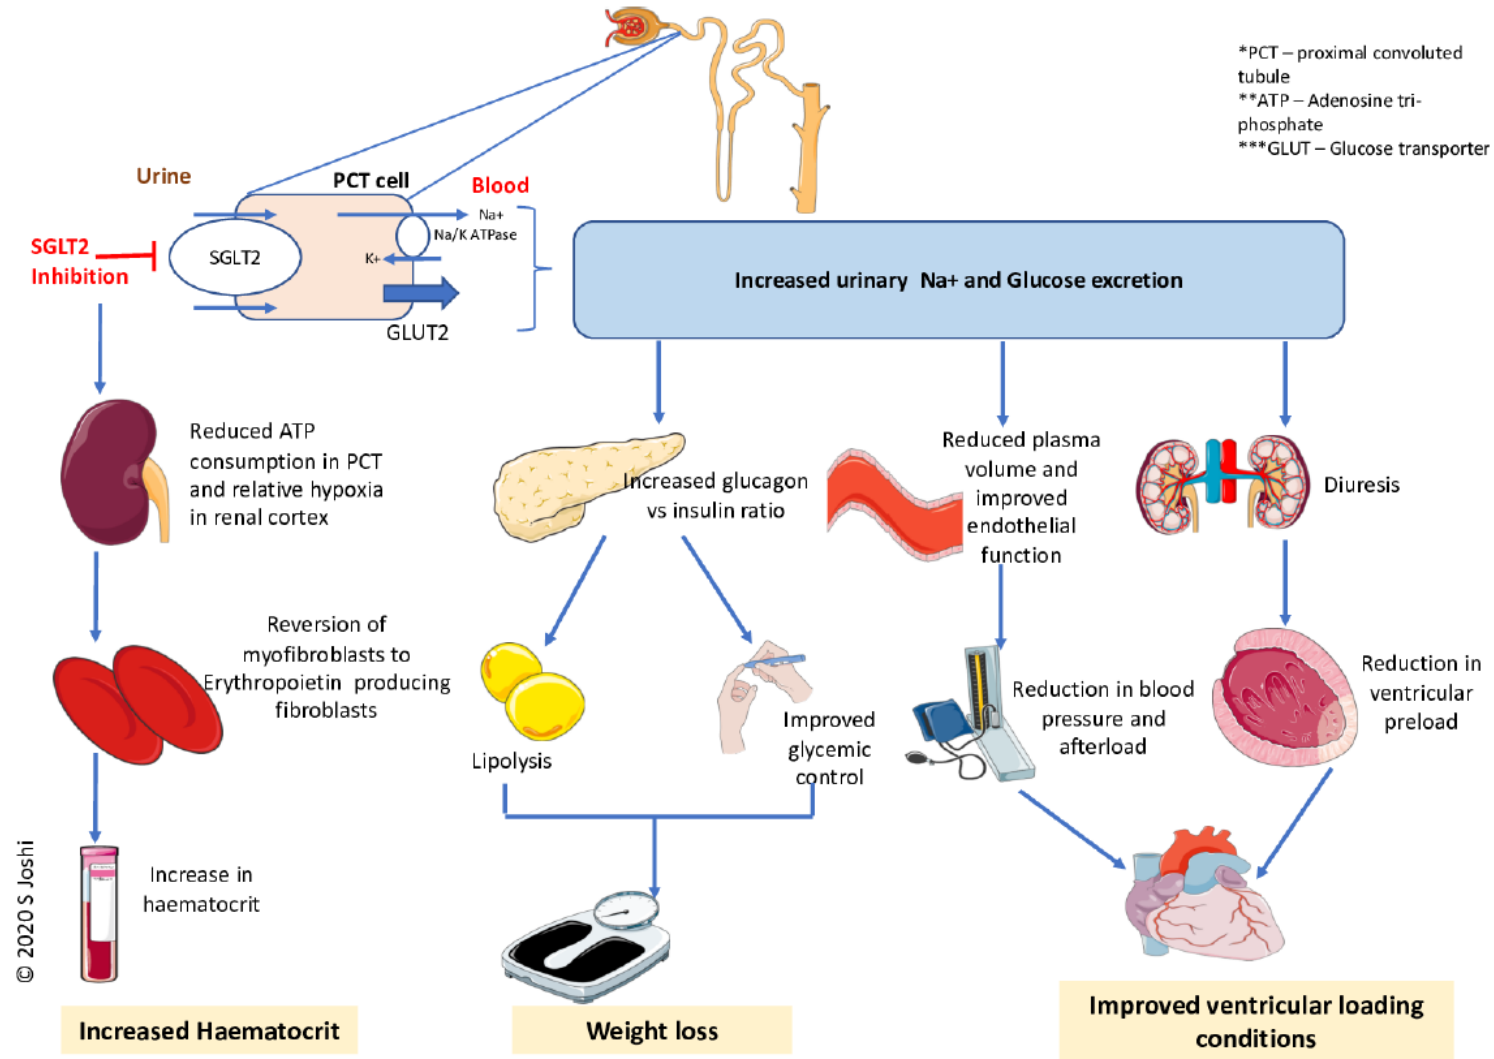 *PCT – proximal convoluted
tubule
**ATP – Adenosine tri-
phosphate
***GLUT – Glucose transporter
Urine
PCT cell
Blood
Na+
Na/K ATPase
K+
SGLT2
GLUT2
SGLT2
Inhibition
Increased urinary Na+ and Glucose excretion
Reduced ATP
consumption in PCT
and relative hypoxia
in renal cortex
Increased glucagon
vs insulin ratio
Reduced plasma
volume and
improved
endothelial
function
Diuresis
Reversion of
myofibroblasts to
Erythropoietin producing
fibroblasts
Lipolysis
Improved
glycemic
control
Reduction in blood
pressure and
afterload
Reduction in
ventricular
preload
Increase in
haematocrit
© 2020 S Joshi
Increased Haematocrit
Weight loss
Improved ventricular loading
conditions